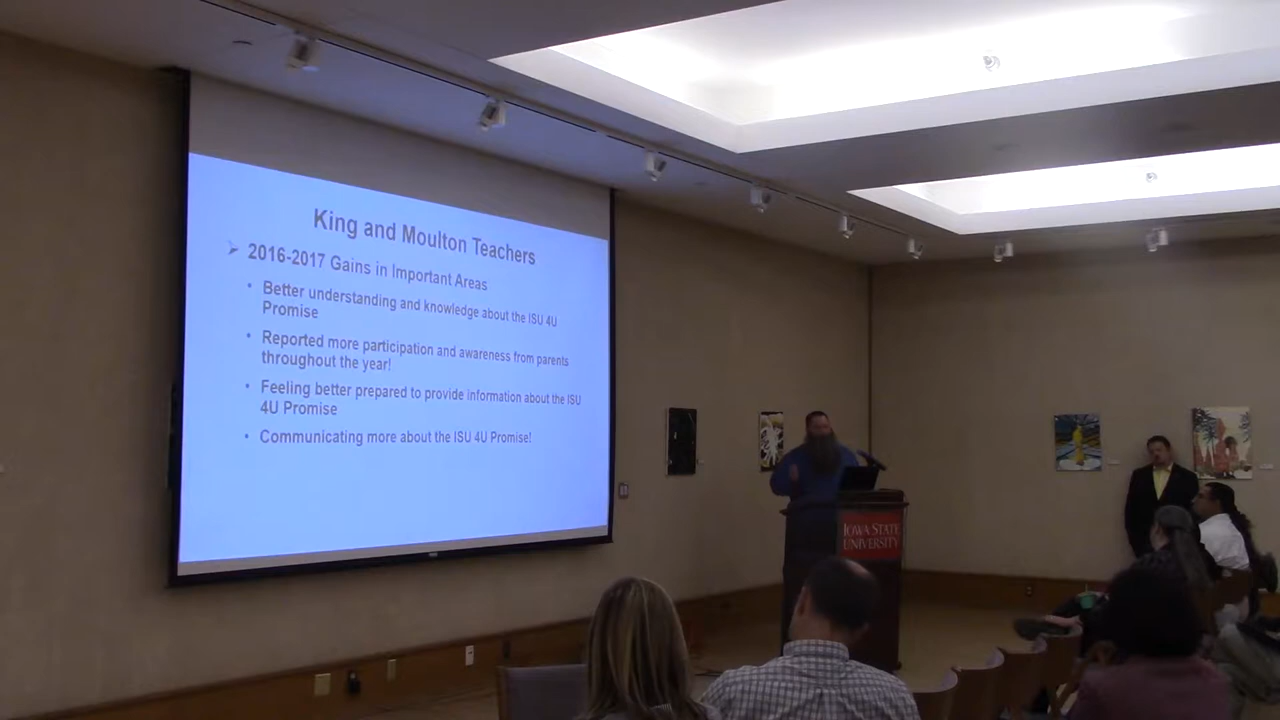 King and Moulton Teachers
2016-2017 Gains in Important Areas
Better understanding and knowledge about the ISU 4U
Promise
Reported more participation and awareness from parents
throughout the year!
Feeling better prepared to provide information about the ISU
4U Promise
Communicating more about the ISU 4U Promise!
IOWA STATE
UNIVERSITY